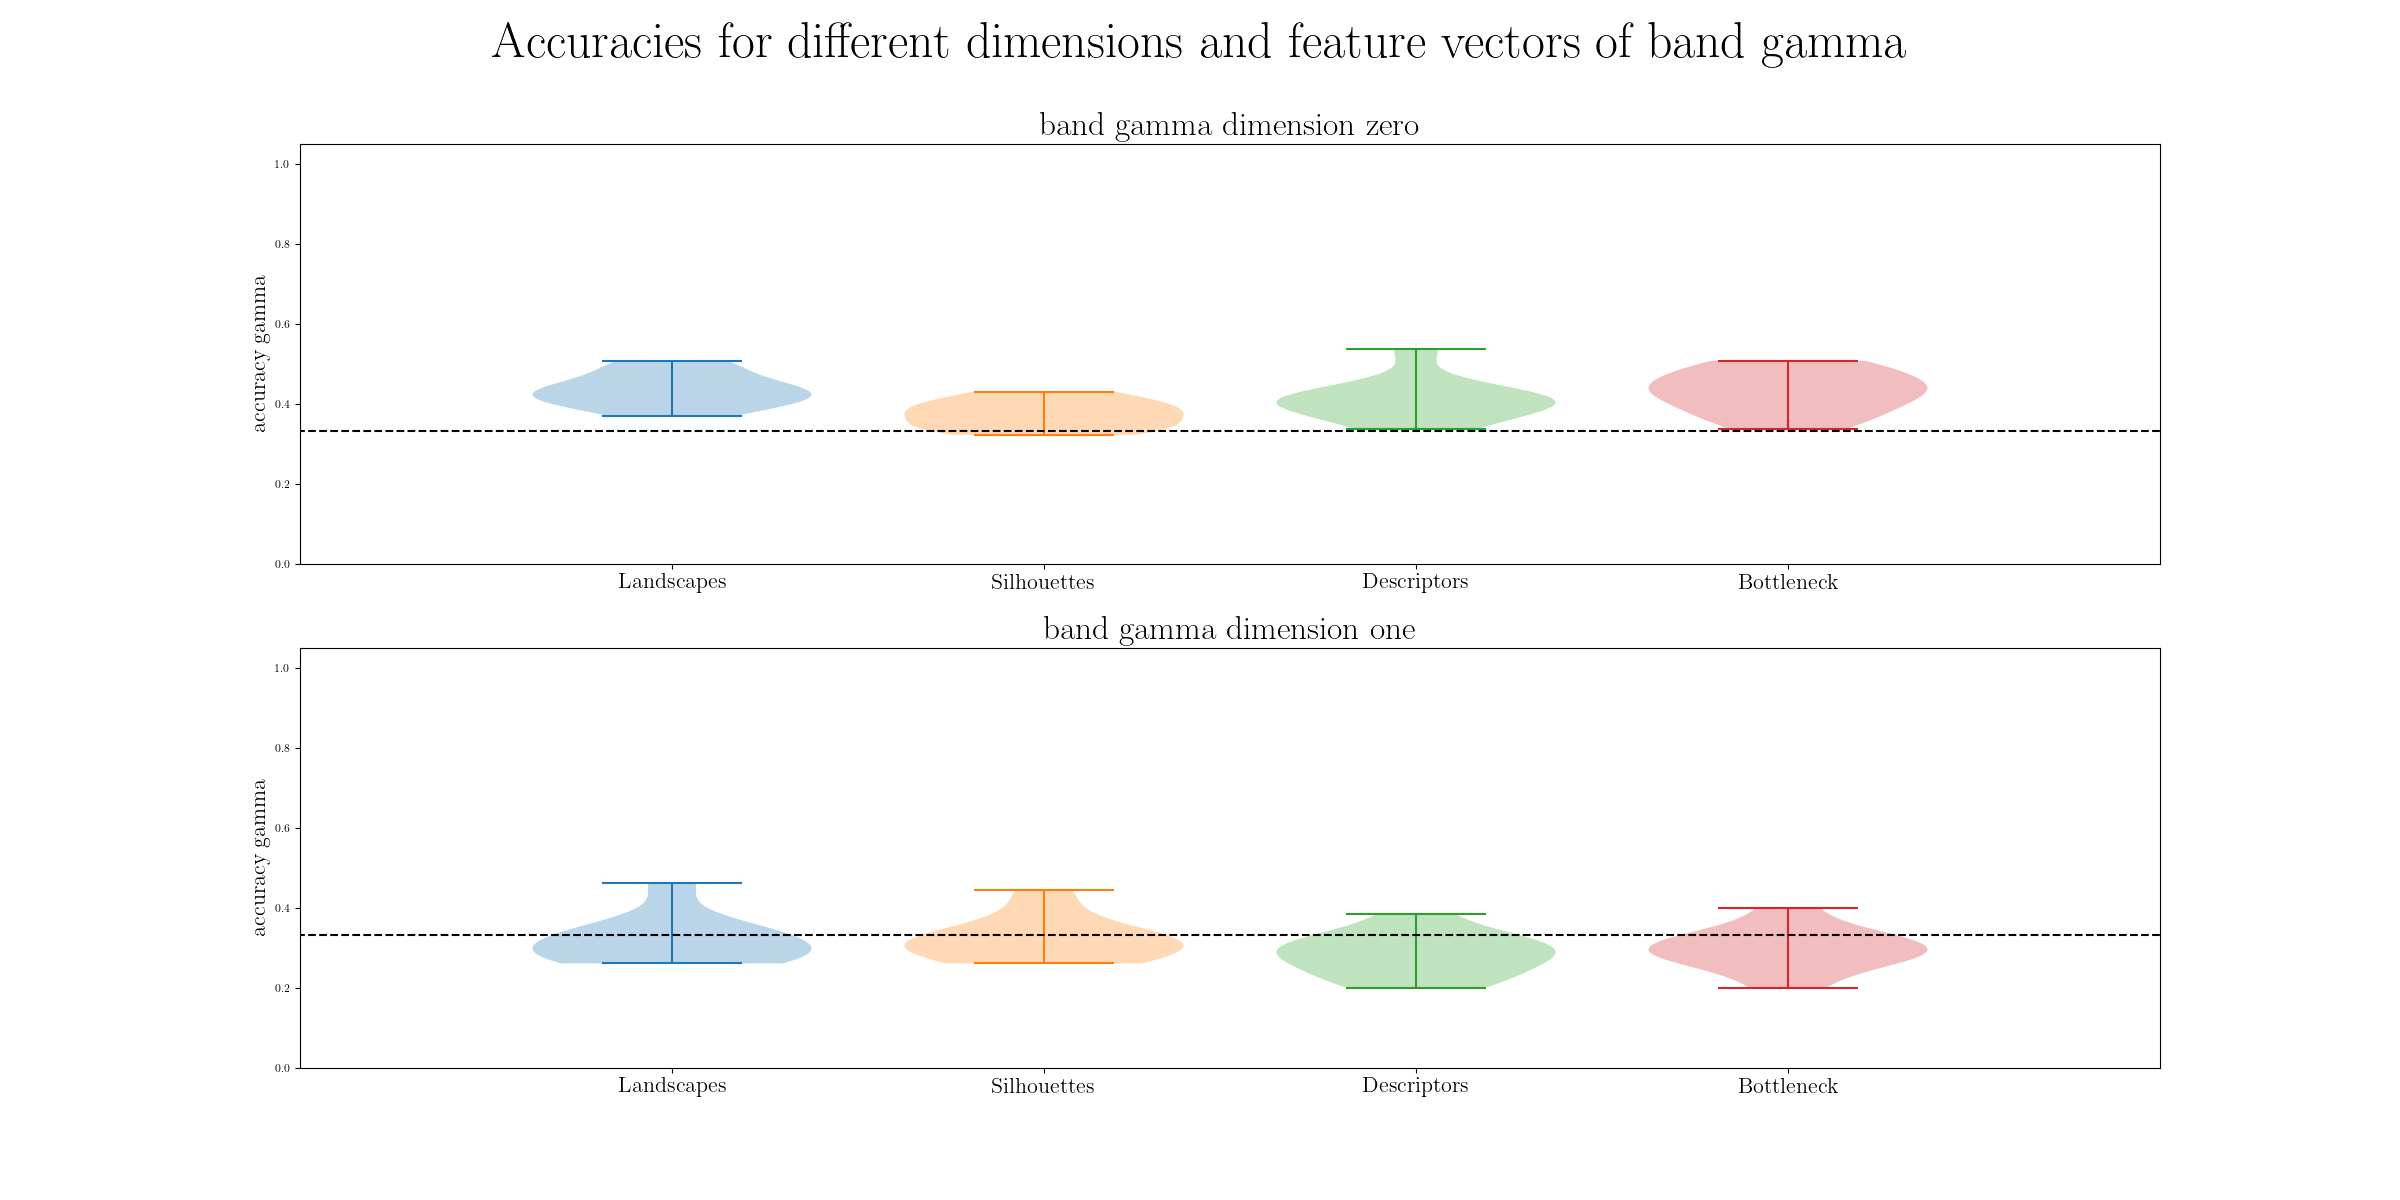 Accuracies for different dimensions and feature vectors of band gamma
band gamma dimension zero
1.0
0.8
0.6
0.4
0.2
0.0
accuracy gamma
Landscapes Silhouettes Descriptors Bottleneck
band gamma dimension one
1.0
0.8
0.6
0.4
0.2
0.0
accuracy gamma
Landscapes Silhouettes Descriptors Bottleneck